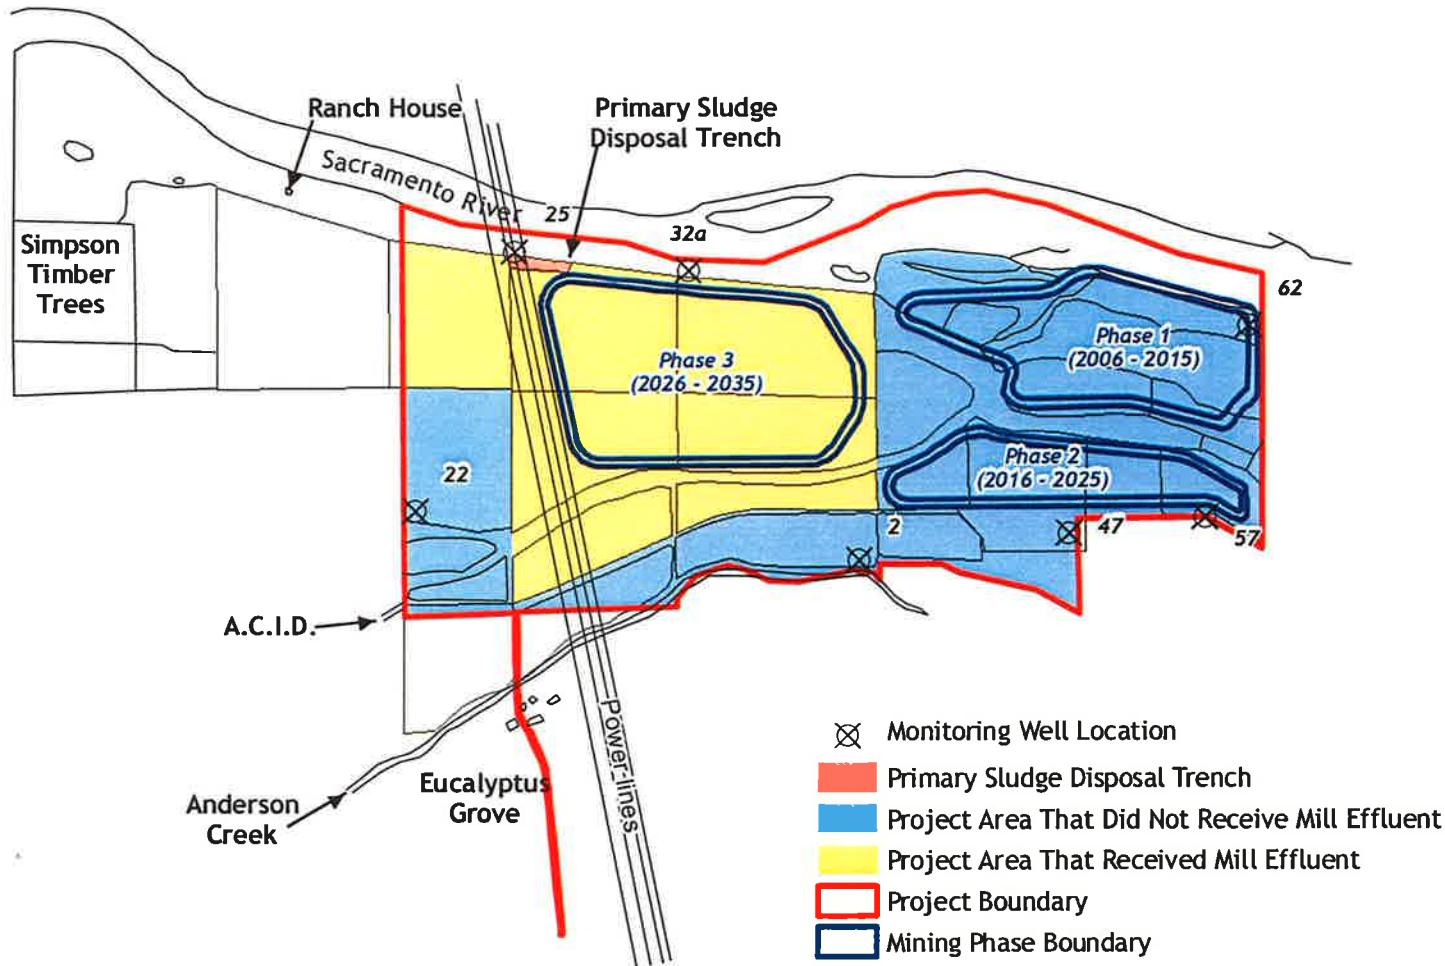 Ranch House
Primary Sludge
Disposal Trench
Sacramento River
25
32a
Simpson
Timber
Trees
62
Phase 1
(2006 - 2015)
Phase 3
(2026 - 2035)
Phase 2
(2016 - 2025)
22
2
47
57
A.C.I.D.
Power-lines
Eucalyptus
Grove
Anderson
Creek
Monitoring Well Location
Primary Sludge Disposal Trench
Project Area That Did Not Receive Mill Effluent
Project Area That Received Mill Effluent
Project Boundary
Mining Phase Boundary